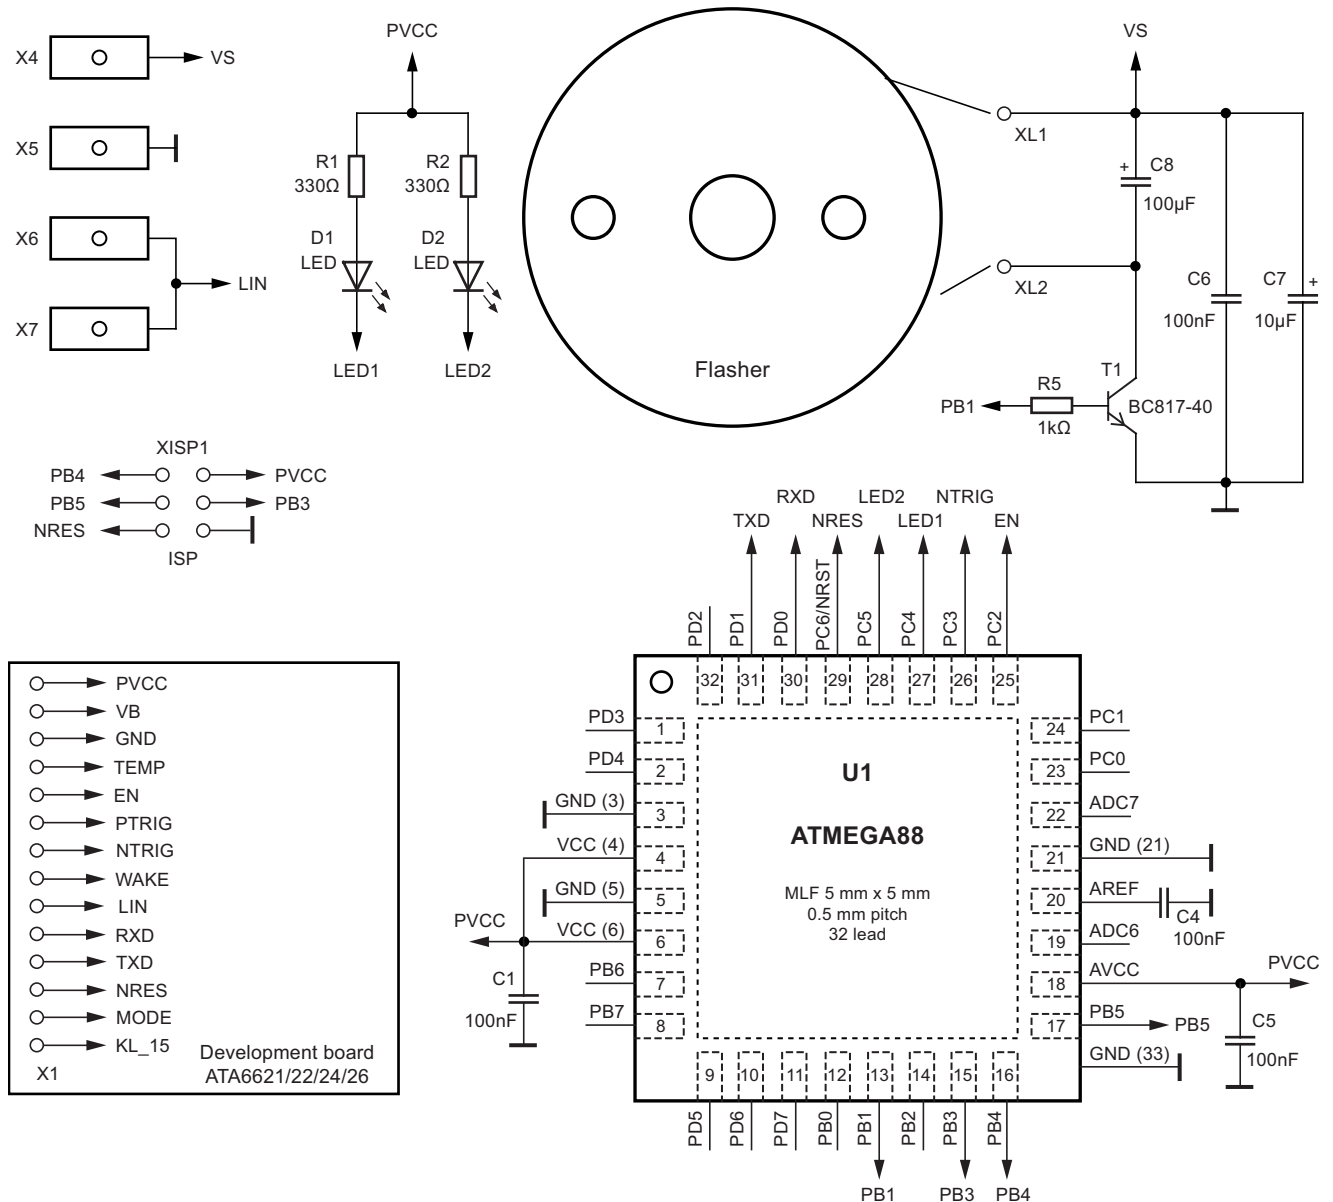 X4
VS
X5
X6
LIN
X7
PVCC
R1
330Ω
R2
330Ω
D1
LED
D2
LED
LED1
LED2
Flasher
VS
XL1
XL2
+
C8
100µF
C6
100nF
C7
+
10µF
T1
BC817-40
PB1
R5
1kΩ
XISP1
PB4
PVCC
PB5
PB3
NRES
ISP
PVCC
VB
GND
TEMP
EN
PTRIG
NTRIG
WAKE
LIN
RXD
TXD
NRES
MODE
KL_15
X1
Development board
ATA6621/22/24/26
RXD
LED2
NTRIG
TXD
NRES
LED1
EN
PD2
PD1
PD0
PC6/NRST
PC5
PC4
PC3
PC2
32
31
30
29
28
27
26
25
PD3
1
PD4
2
GND (3)
3
VCC (4)
4
GND (5)
5
PVCC
VCC (6)
6
PB6
7
PB7
8
C1
100nF
U1
ATMEGA88
MLF 5 mm x 5 mm
0.5 mm pitch
32 lead
24
PC1
23
PC0
22
ADC7
21
GND (21)
20
AREF
C4
100nF
19
ADC6
18
AVCC
PVCC
17
PB5
PB5
C5
100nF
GND (33)
9
10
11
12
13
14
15
16
PD5
PD6
PD7
PB0
PB1
PB2
PB3
PB4
PB1
PB3
PB4